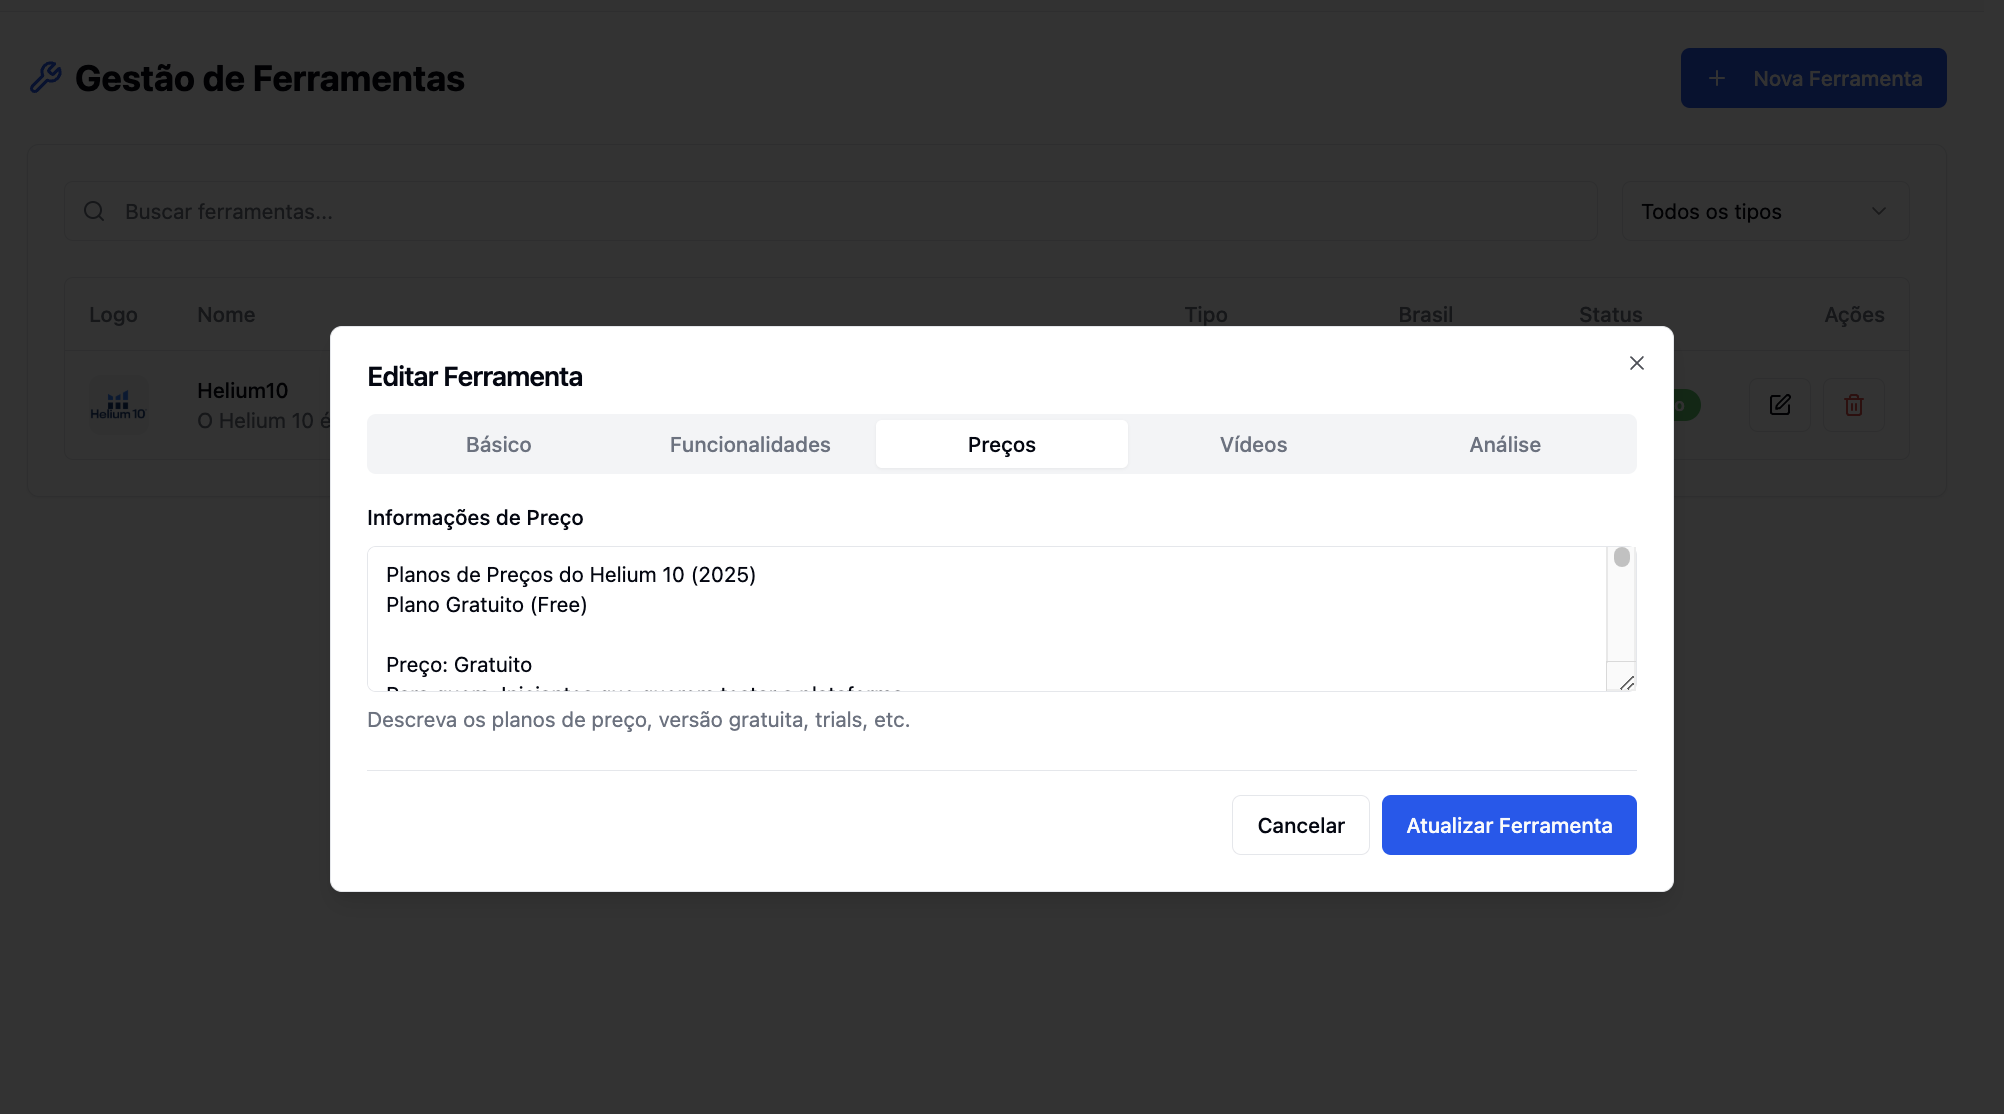 Gestão de Ferramentas
Nova Ferramenta
Buscar ferramentas...
Todos os tipos
Logo
Nome
Tipo
Brasil
Status
Ações
Helium 10
Helium10
O Helium 10 é
Editar Ferramenta
Básico
Funcionalidades
Preços
Vídeos
Análise
Informações de Preço
Planos de Preços do Helium 10 (2025)
Plano Gratuito (Free)
Preço: Gratuito
Descreva os planos de preço, versão gratuita, trials, etc.
Cancelar
Atualizar Ferramenta